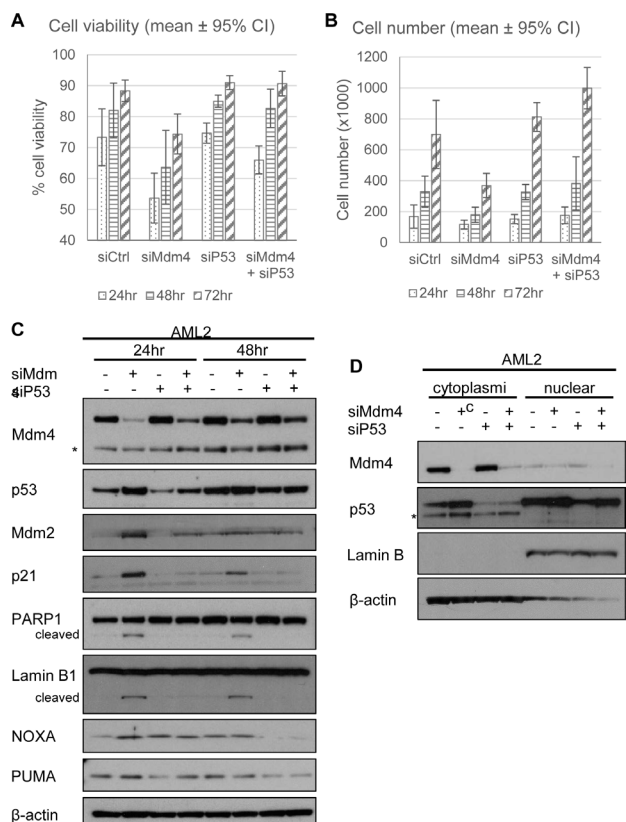 A Cell viability (mean ± 95% CI)
% cell viability
100
90
80
70
60
50
40
siCtrl siMdm4 siP53 siMdm4
+ siP53
24hr 48hr 72hr
B Cell number (mean ± 95% CI)
Cell number (x1000)
1200
1000
800
600
400
200
0
siCtrl siMdm4 siP53 siMdm4
+ siP53
24hr 48hr 72hr
C
AML2
24hr 48hr
siMdm
4
- + - + - + - +
siP53 - - + + - - + +
Mdm4
*
p53
Mdm2
p21
PARP1
cleaved
Lamin B1
cleaved
NOXA
PUMA
β-actin
D
AML2
cytoplasmi
c
nuclear
siMdm4 - + - + - + - +
siP53 - - + + - - + +
Mdm4
p53
*
Lamin B
β-actin